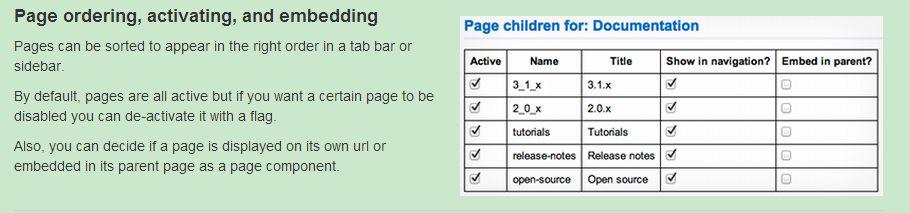 Page ordering, activating, and embedding
Pages can be sorted to appear in the right order in a tab bar or
sidebar.
By default, pages are all active but if you want a certain page to be
disabled you can de-activate it with a flag.
Also, you can decide if a page is displayed on its own url or
embedded in its parent page as a page component.
Page children for: Documentation
Active Name Title Show in navigation? Embed in parent?
3_1_x 3.1.x
2_0_x 2.0.x
tutorials Tutorials
release-notes Release notes
open-source Open source